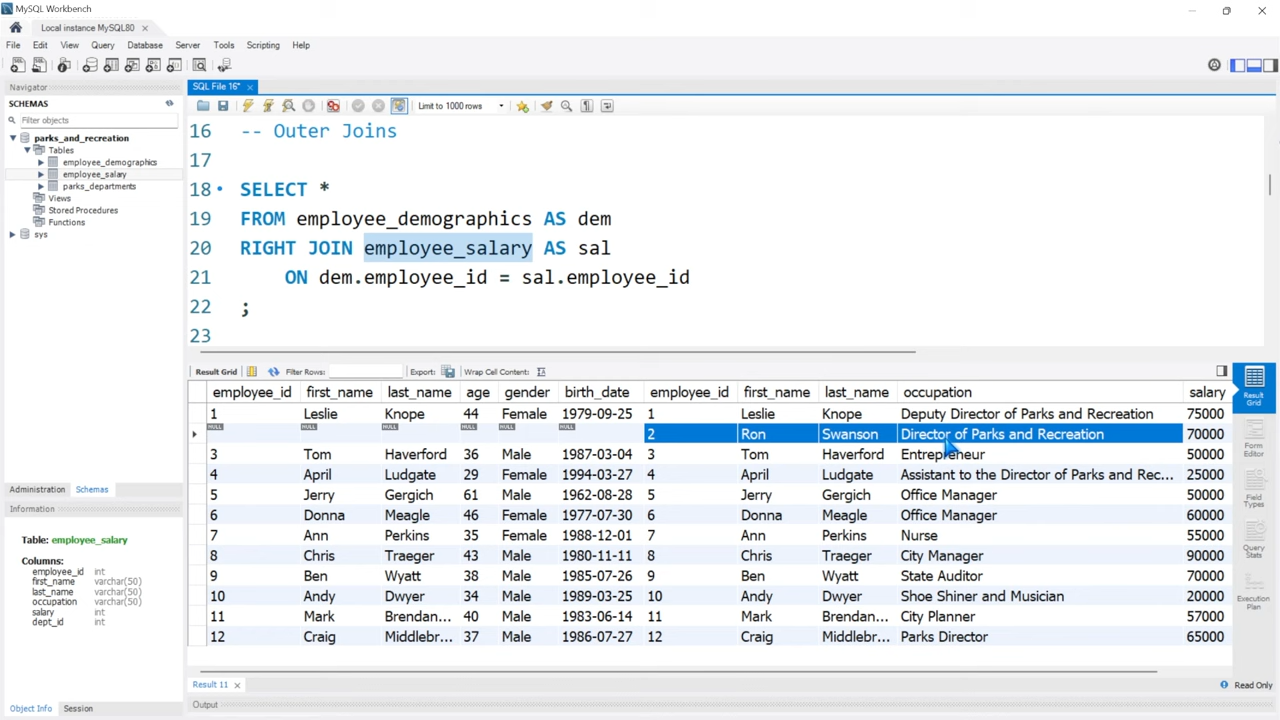 MySQL Workbench
Local instance MySQL80
File Edit View Query Database Server Tools Scripting Help
Navigator
SCHEMAS
Filter objects
parks_and_recreation
Tables
employee_demographics
employee_salary
parks_departments
Views
Stored Procedures
Functions
sys
Administration Schemas
Information
Table: employee_salary
Columns:
employee_id int
first_name varchar(50)
last_name varchar(50)
occupation varchar(50)
salary int
dept_id int
Object Info Session
SQL File 16*
Limit to 1000 rows
16 -- Outer Joins
17
18 SELECT *
19 FROM employee_demographics AS dem
20 RIGHT JOIN employee_salary AS sal
21 ON dem.employee_id = sal.employee_id
22 ;
23
Result Grid Filter Rows: Export: Wrap Cell Content:
employee_id first_name last_name age gender birth_date employee_id first_name last_name occupation salary
1 Leslie Knope 44 Female 1979-09-25 1 Leslie Knope Deputy Director of Parks and Recreation 75000
NULL NULL NULL NULL NULL NULL 2 Ron Swanson Director of Parks and Recreation 70000
3 Tom Haverford 36 Male 1987-03-04 3 Tom Haverford Entrepreneur 50000
4 April Ludgate 29 Female 1994-03-27 4 April Ludgate Assistant to the Director of Parks and Rec... 25000
5 Jerry Gergich 61 Male 1962-08-28 5 Jerry Gergich Office Manager 50000
6 Donna Meagle 46 Female 1977-07-30 6 Donna Meagle Office Manager 60000
7 Ann Perkins 35 Female 1988-12-01 7 Ann Perkins Nurse 55000
8 Chris Traeger 43 Male 1980-11-11 8 Chris Traeger City Manager 90000
9 Ben Wyatt 38 Male 1985-07-26 9 Ben Wyatt State Auditor 70000
10 Andy Dwyer 34 Male 1989-03-25 10 Andy Dwyer Shoe Shiner and Musician 20000
11 Mark Brendan... 40 Male 1983-06-14 11 Mark Brendan... City Planner 57000
12 Craig Middlebr... 37 Male 1986-07-27 12 Craig Middlebr... Parks Director 65000
Result Grid
Form Editor
Field Types
Query Stats
Execution Plan
Result 11
Read Only
Output